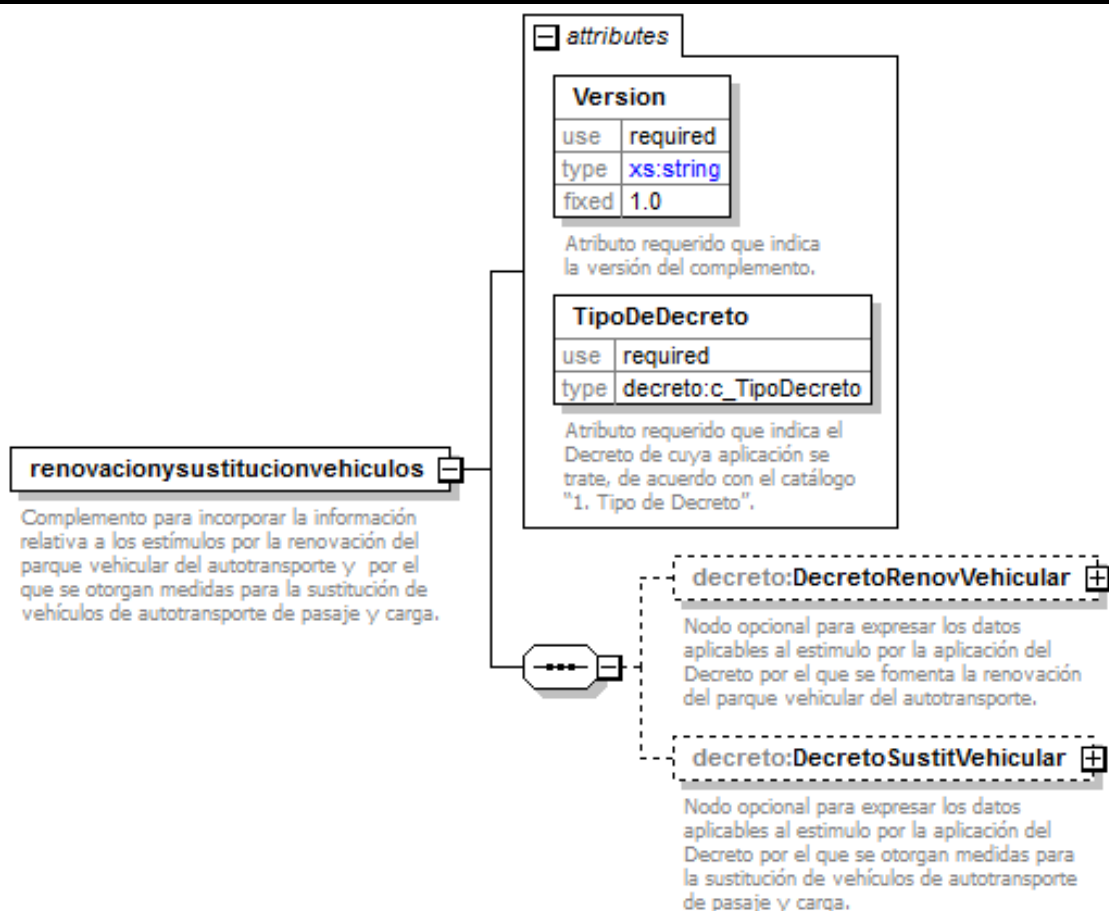 attributes
Version
use required
type xs:string
fixed 1.0
Atributo requerido que indica
la versión del complemento.
TipoDeDecreto
use required
type decreto:c_TipoDecreto
Atributo requerido que indica el
Decreto de cuya aplicación se
trate, de acuerdo con el catálogo
"1. Tipo de Decreto".
renovacionysustitucionvehiculos
Complemento para incorporar la información
relativa a los estímulos por la renovación del
parque vehicular del autotransporte y por el
que se otorgan medidas para la sustitución de
vehículos de autotransporte de pasaje y carga.
decreto:DecretoRenovVehicular
Nodo opcional para expresar los datos
aplicables al estimulo por la aplicación del
Decreto por el que se fomenta la renovación
del parque vehicular del autotransporte.
decreto:DecretoSustitVehicular
Nodo opcional para expresar los datos
aplicables al estimulo por la aplicación del
Decreto por el que se otorgan medidas para
la sustitución de vehículos de autotransporte
de pasaje y carga.